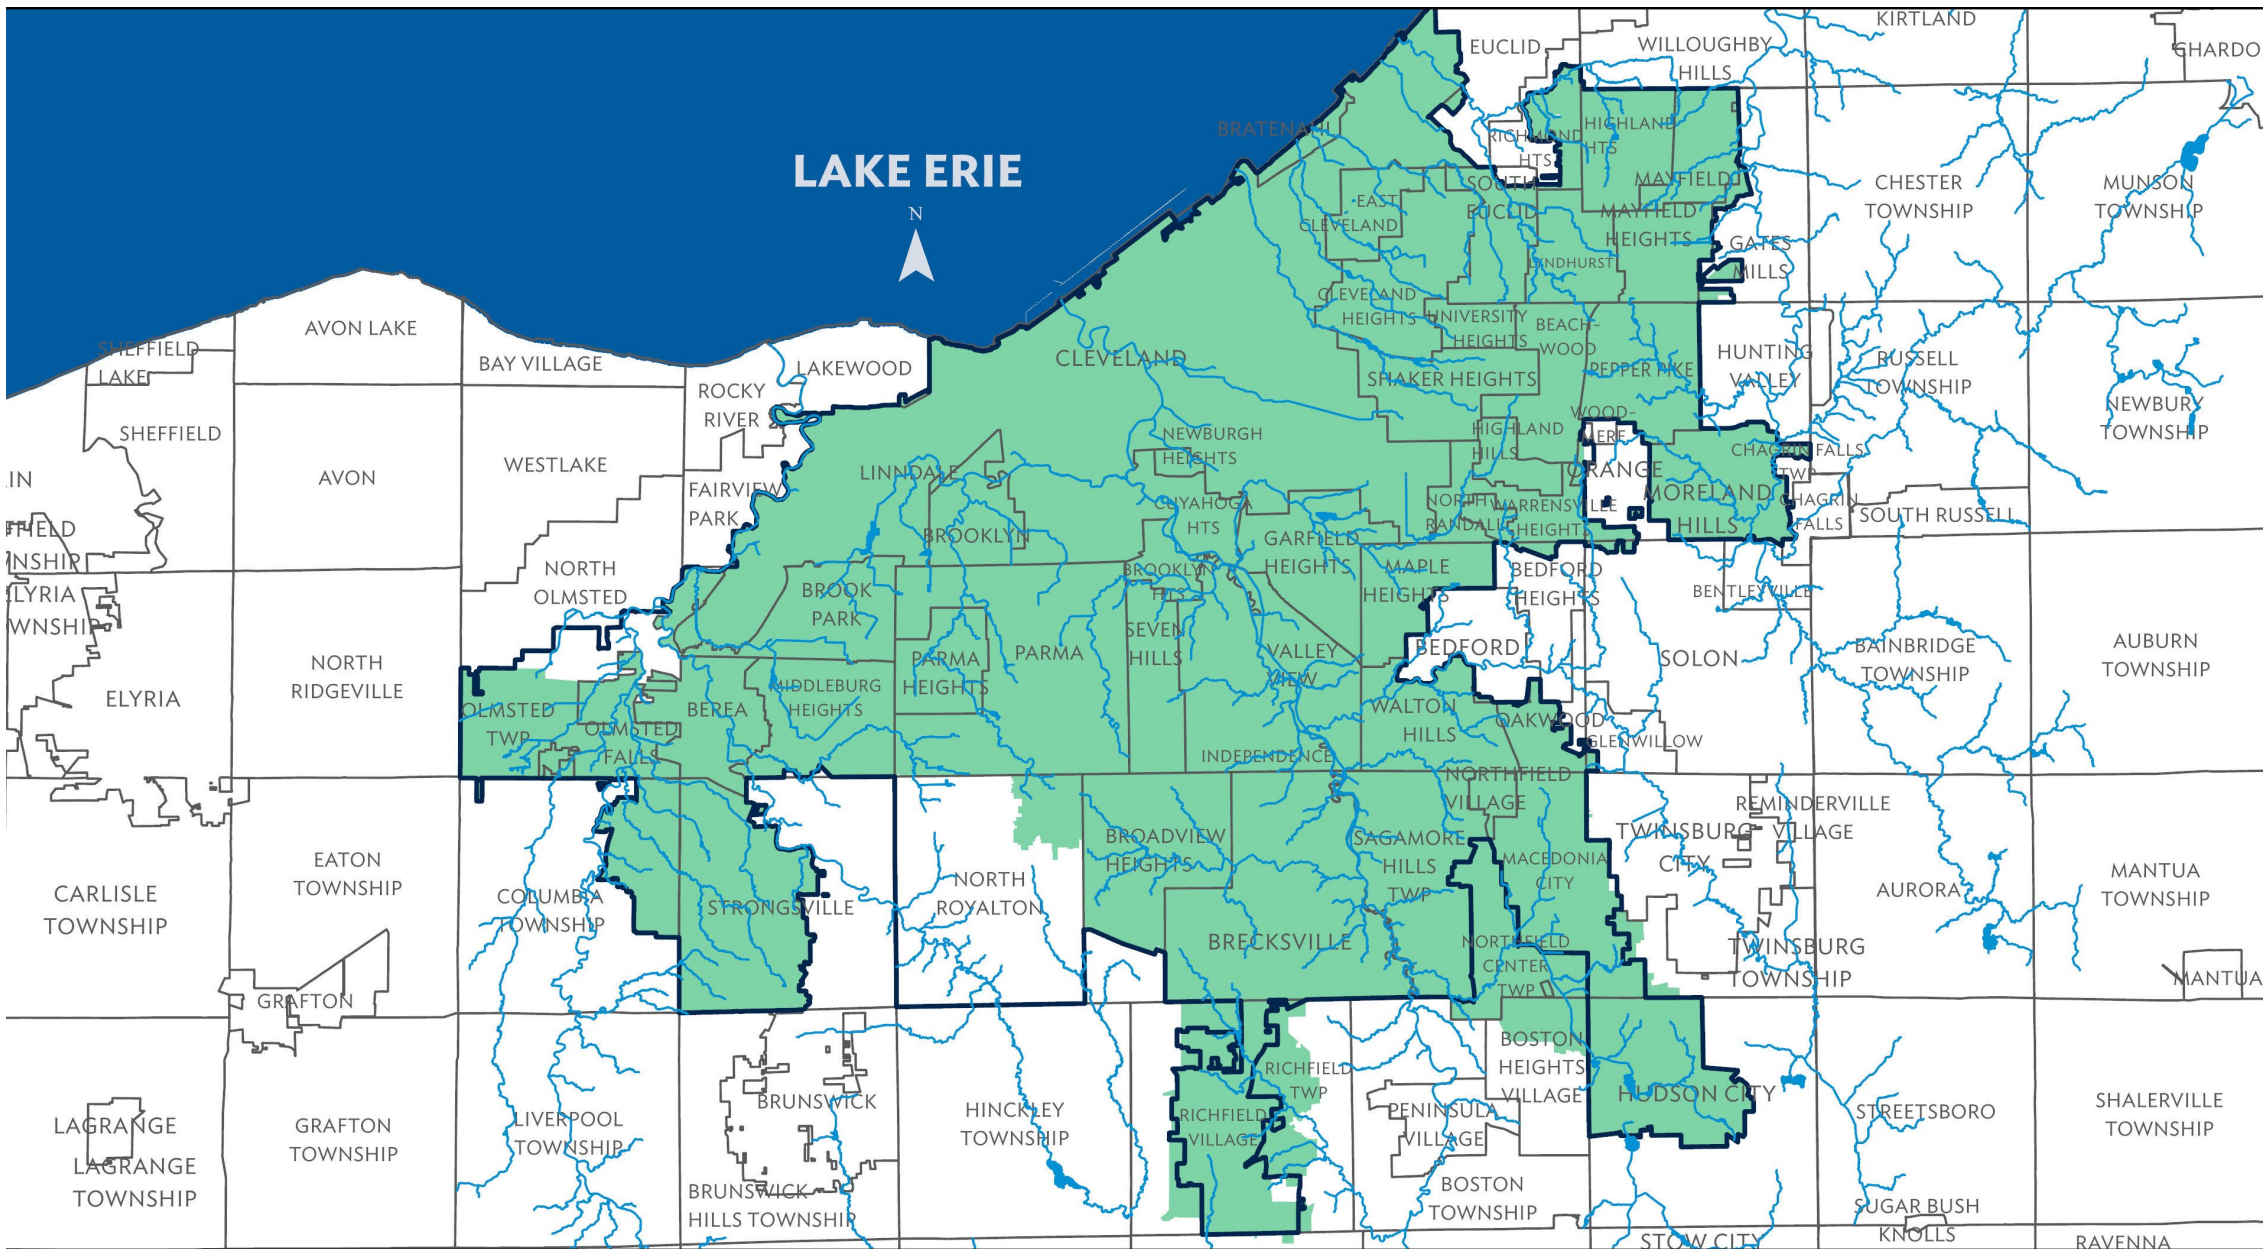 KIRTLAND
EUCLID
WILLOUGHBY
HILLS
CHARDO
BRATENAHL
RICHMOND
HTS
HIGHLAND
HTS
LAKE ERIE
N
SOUTH
EUCLID
MAYFIELD
CHESTER
TOWNSHIP
MUNSON
TOWNSHIP
EAST
CLEVELAND
MAYFIELD
HEIGHTS
GATES
MILLS
LYNDHURST
CLEVELAND
HEIGHTS
UNIVERSITY
HEIGHTS
BEACH-
WOOD
AVON LAKE
SHEFFIELD
LAKE
BAY VILLAGE
LAKEWOOD
CLEVELAND
SHAKER HEIGHTS
PEPPER PIKE
HUNTING
VALLEY
RUSSELL
TOWNSHIP
NEWBURY
TOWNSHIP
ROCKY
RIVER
WOOD-
MERE
SHEFFIELD
NEWBURGH
HEIGHTS
HIGHLAND
HILLS
CHAGRIN FALLS
TWP
WESTLAKE
AVON
LINNDALE
ORANGE
MORELAND
HILLS
CHAGRIN
FALLS
SOUTH RUSSELL
IN
FAIRVIEW
PARK
CUYAHOGA
HTS
NORTH
RANDALL
WARRENSVILLE
HEIGHTS
FFIELD
WNSHIP
BROOKLYN
GARFIELD
HEIGHTS
MAPLE
HEIGHTS
NORTH
OLMSTED
BROOKLYN
HTS
BEDFORD
HEIGHTS
ELYRIA
WNSHIP
BROOK
PARK
BENTLEYVILLE
SEVEN
HILLS
BEDFORD
SOLON
BAINBRIDGE
TOWNSHIP
AUBURN
TOWNSHIP
NORTH
RIDGEVILLE
PARMA
HEIGHTS
PARMA
VALLEY
VIEW
ELYRIA
MIDDLEBURG
HEIGHTS
OLMSTED
TWP
OLMSTED
FALLS
BEREA
WALTON
HILLS
OAKWOOD
GLENWILLOW
INDEPENDENCE
NORTHFIELD
VILLAGE
REMINDERVILLE
VILLAGE
BROADVIEW
HEIGHTS
SAGAMORE
HILLS
TWP
TWINSBURG
CITY
EATON
TOWNSHIP
MACEDONIA
CITY
CARLISLE
TOWNSHIP
COLUMBIA
TOWNSHIP
STRONGSVILLE
NORTH
ROYALTON
AURORA
MANTUA
TOWNSHIP
BRECKSVILLE
NORTHFIELD
CENTER
TWP
TWINSBURG
TOWNSHIP
MANTUA
GRAFTON
BOSTON
HEIGHTS
VILLAGE
RICHFIELD
TWP
HUDSON CITY
LAGRANGE
GRAFTON
TOWNSHIP
LIVERPOOL
TOWNSHIP
BRUNSWICK
HINCKLEY
TOWNSHIP
RICHFIELD
VILLAGE
PENINSULA
VILLAGE
STREETSBORO
SHALERVILLE
TOWNSHIP
LAGRANGE
TOWNSHIP
BRUNSWICK
HILLS TOWNSHIP
BOSTON
TOWNSHIP
SUGAR BUSH
KNOLLS
STOW CITY
RAVENNA